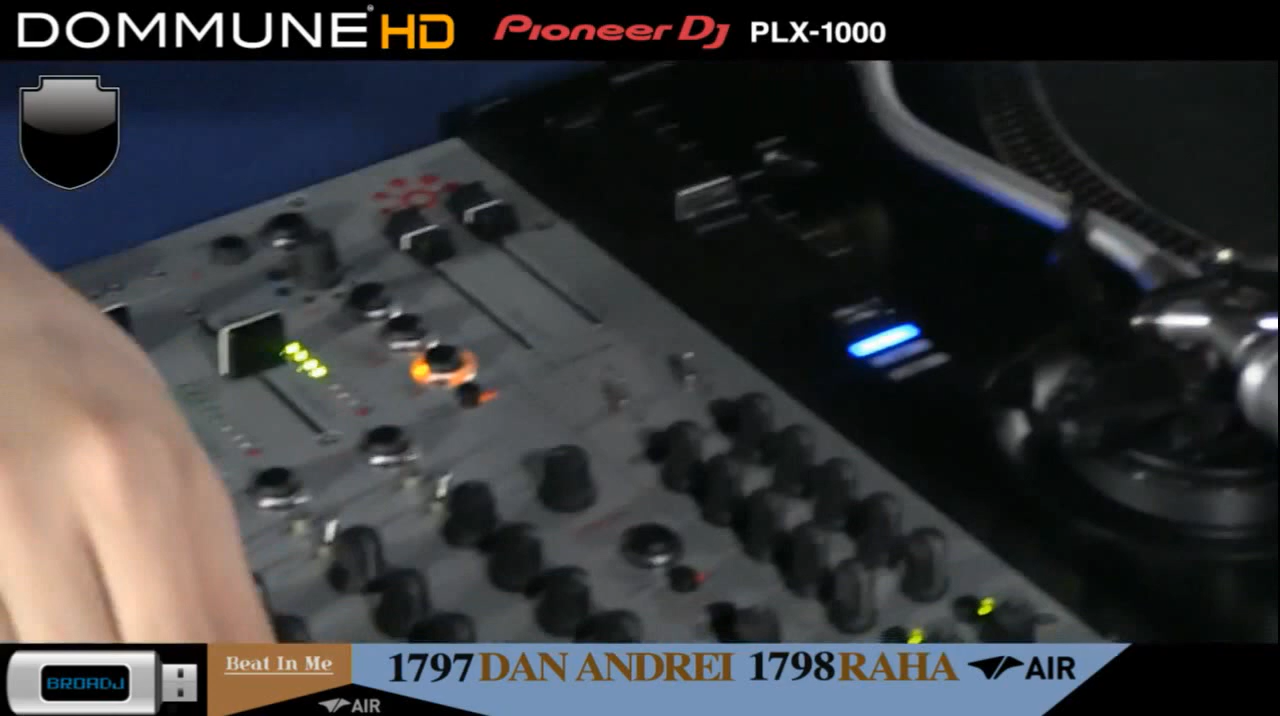 DOMMUNE HD Pioneer Dj PLX-1000
BROADJ
Beat In Me
AIR
1797 DAN ANDREI 1798 RAHA AIR